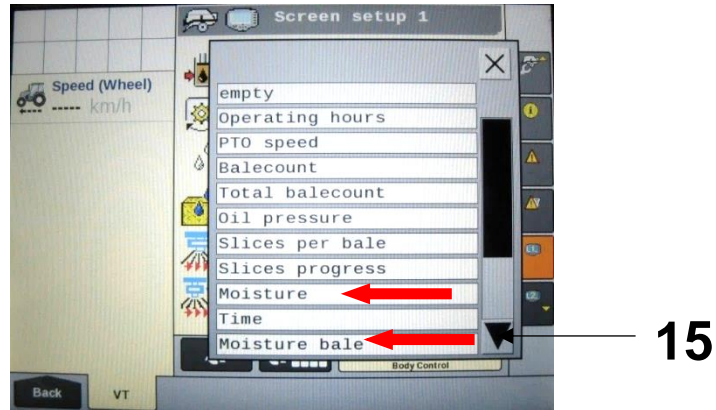 Screen setup 1
Speed (Wheel)
----- km/h
empty
Operating hours
PTO speed
Balecount
Total balecount
Oil pressure
Slices per bale
Slices progress
Moisture
Time
Moisture bale
15
Body Control
Back
VT